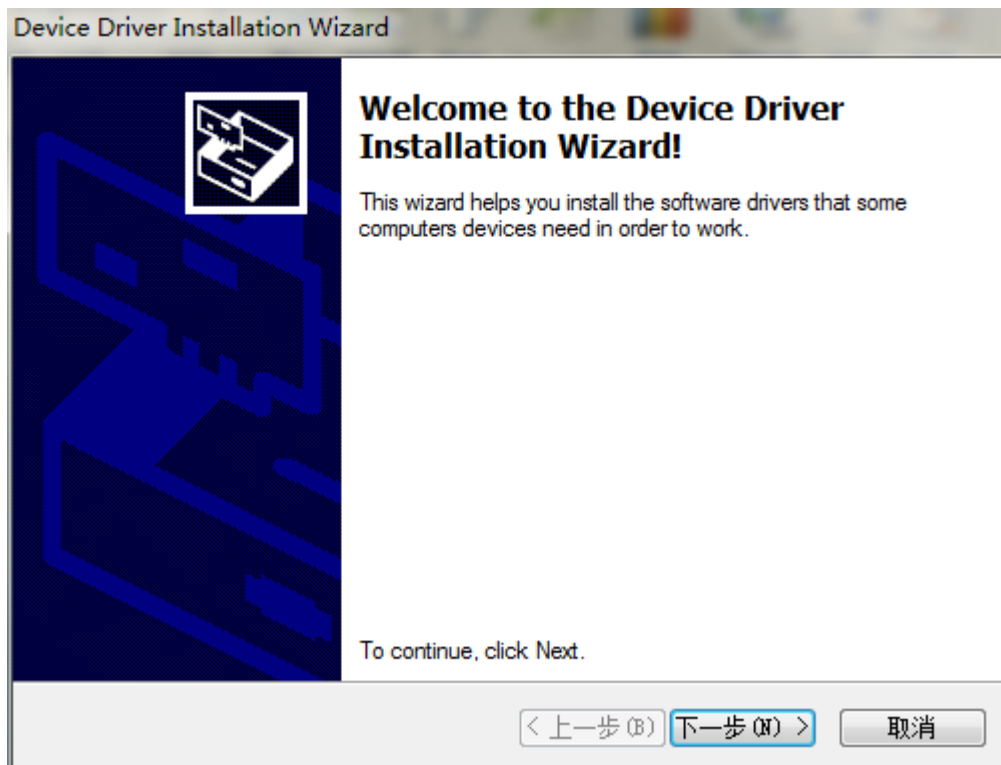 Device Driver Installation Wizard
Welcome to the Device Driver
Installation Wizard!
This wizard helps you install the software drivers that some
computers devices need in order to work.
To continue, click Next.
< 上一步(B)
下一步(N) >
取消